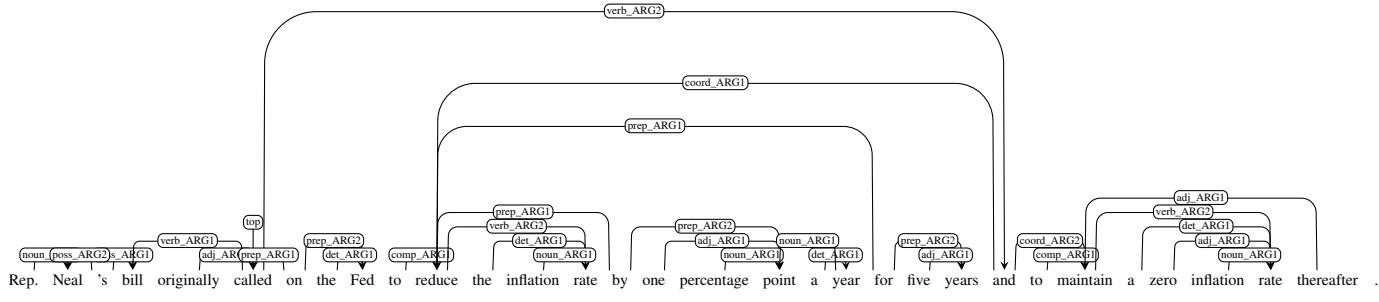 verb_ARG2
coord_ARG1
prep_ARG1
adj_ARG1
prep_ARG1 verb_ARG2
top verb_ARG2 prep_ARG2 det_ARG1
verb_ARG1 prep_ARG2 det_ARG1 adj_ARG1 noun_ARG1 prep_ARG2 coord_ARG2 adj_ARG1
poss_ARG2 s_ARG1 prep_ARG1 det_ARG1 comp_ARG1 noun_ARG1 noun_ARG1 det_ARG1 adj_ARG1 comp_ARG1 noun_ARG1
Rep. Neal 's bill originally called on the Fed to reduce the inflation rate by one percentage point a year for five years and to maintain a zero inflation rate thereafter .